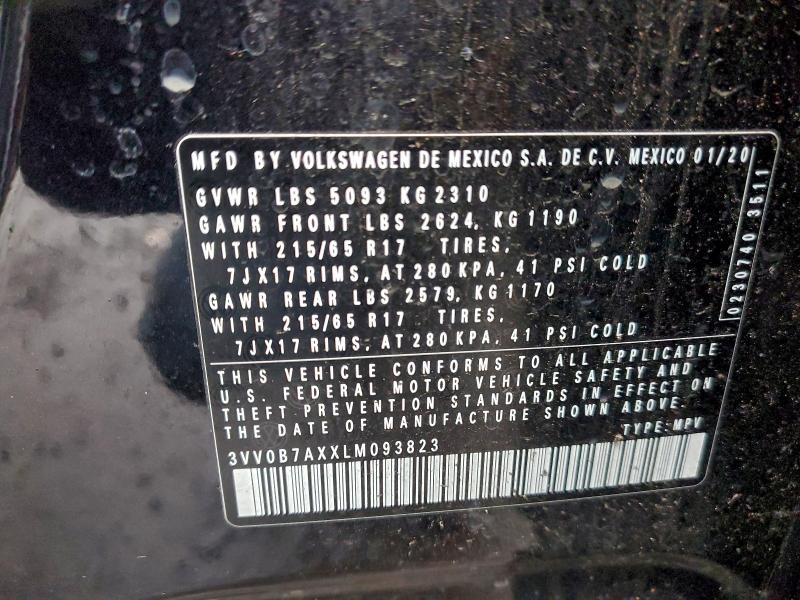 MFD BY VOLKSWAGEN DE MEXICO S.A. DE C.V. MEXICO 01/20
GVWR LBS 5093 KG 2310
GAWR FRONT LBS 2624, KG 1190
WITH 215/65 R17 TIRES,
7JX17 RIMS, AT 280 KPA, 41 PSI COLD
GAWR REAR LBS 2579, KG 1170
WITH 215/65 R17 TIRES,
7JX17 RIMS, AT 280 KPA, 41 PSI COLD
THIS VEHICLE CONFORMS TO ALL APPLICABLE
U.S. FEDERAL MOTOR VEHICLE SAFETY AND
THEFT PREVENTION STANDARDS IN EFFECT ON
THE DATE OF MANUFACTURE SHOWN ABOVE.
TYPE: MPV
3VV0B7AXXLM093823
0230740 3511